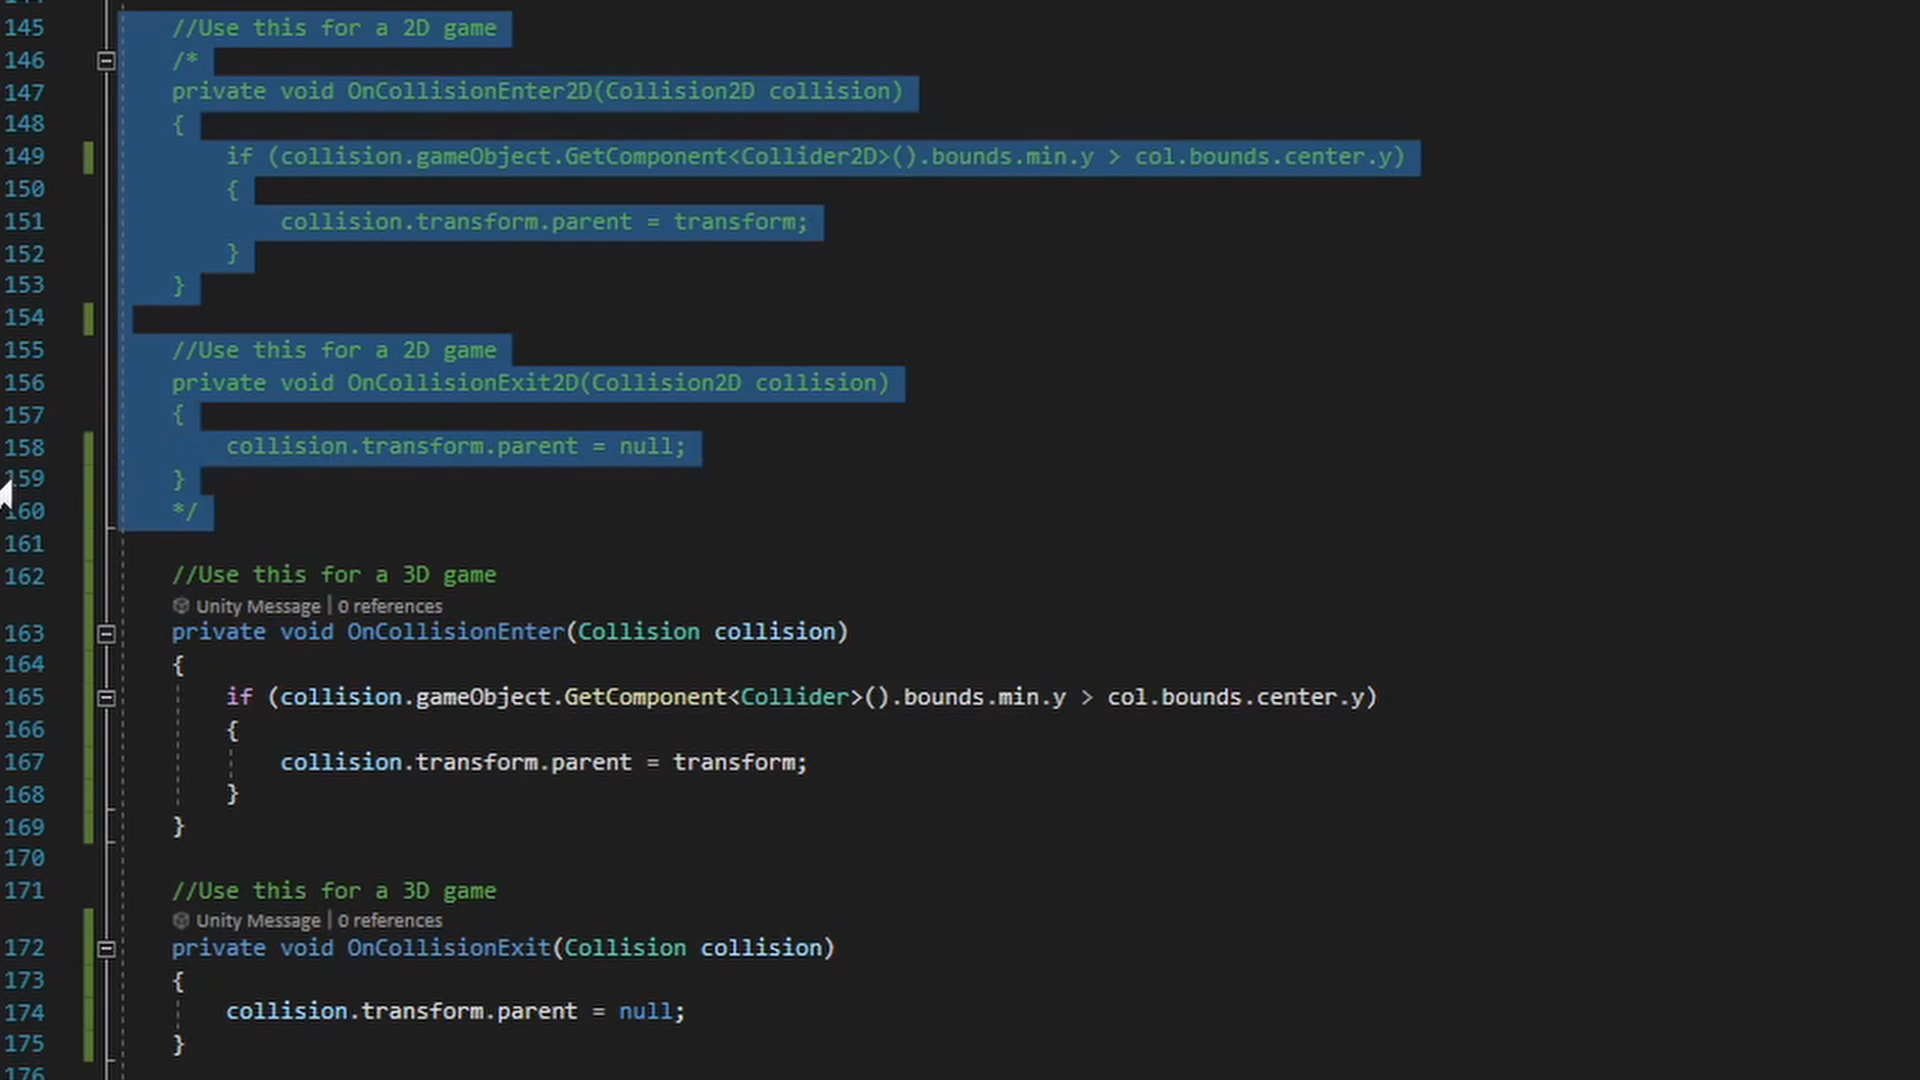 145 //Use this for a 2D game
146 /*
147 private void OnCollisionEnter2D(Collision2D collision)
148 {
149 if (collision.gameObject.GetComponent<Collider2D>().bounds.min.y > col.bounds.center.y)
150 {
151 collision.transform.parent = transform;
152 }
153 }
154
155 //Use this for a 2D game
156 private void OnCollisionExit2D(Collision2D collision)
157 {
158 collision.transform.parent = null;
159 }
160 */
161
162 //Use this for a 3D game
Unity Message | 0 references
163 private void OnCollisionEnter(Collision collision)
164 {
165 if (collision.gameObject.GetComponent<Collider>().bounds.min.y > col.bounds.center.y)
166 {
167 collision.transform.parent = transform;
168 }
169 }
170
171 //Use this for a 3D game
Unity Message | 0 references
172 private void OnCollisionExit(Collision collision)
173 {
174 collision.transform.parent = null;
175 }
176